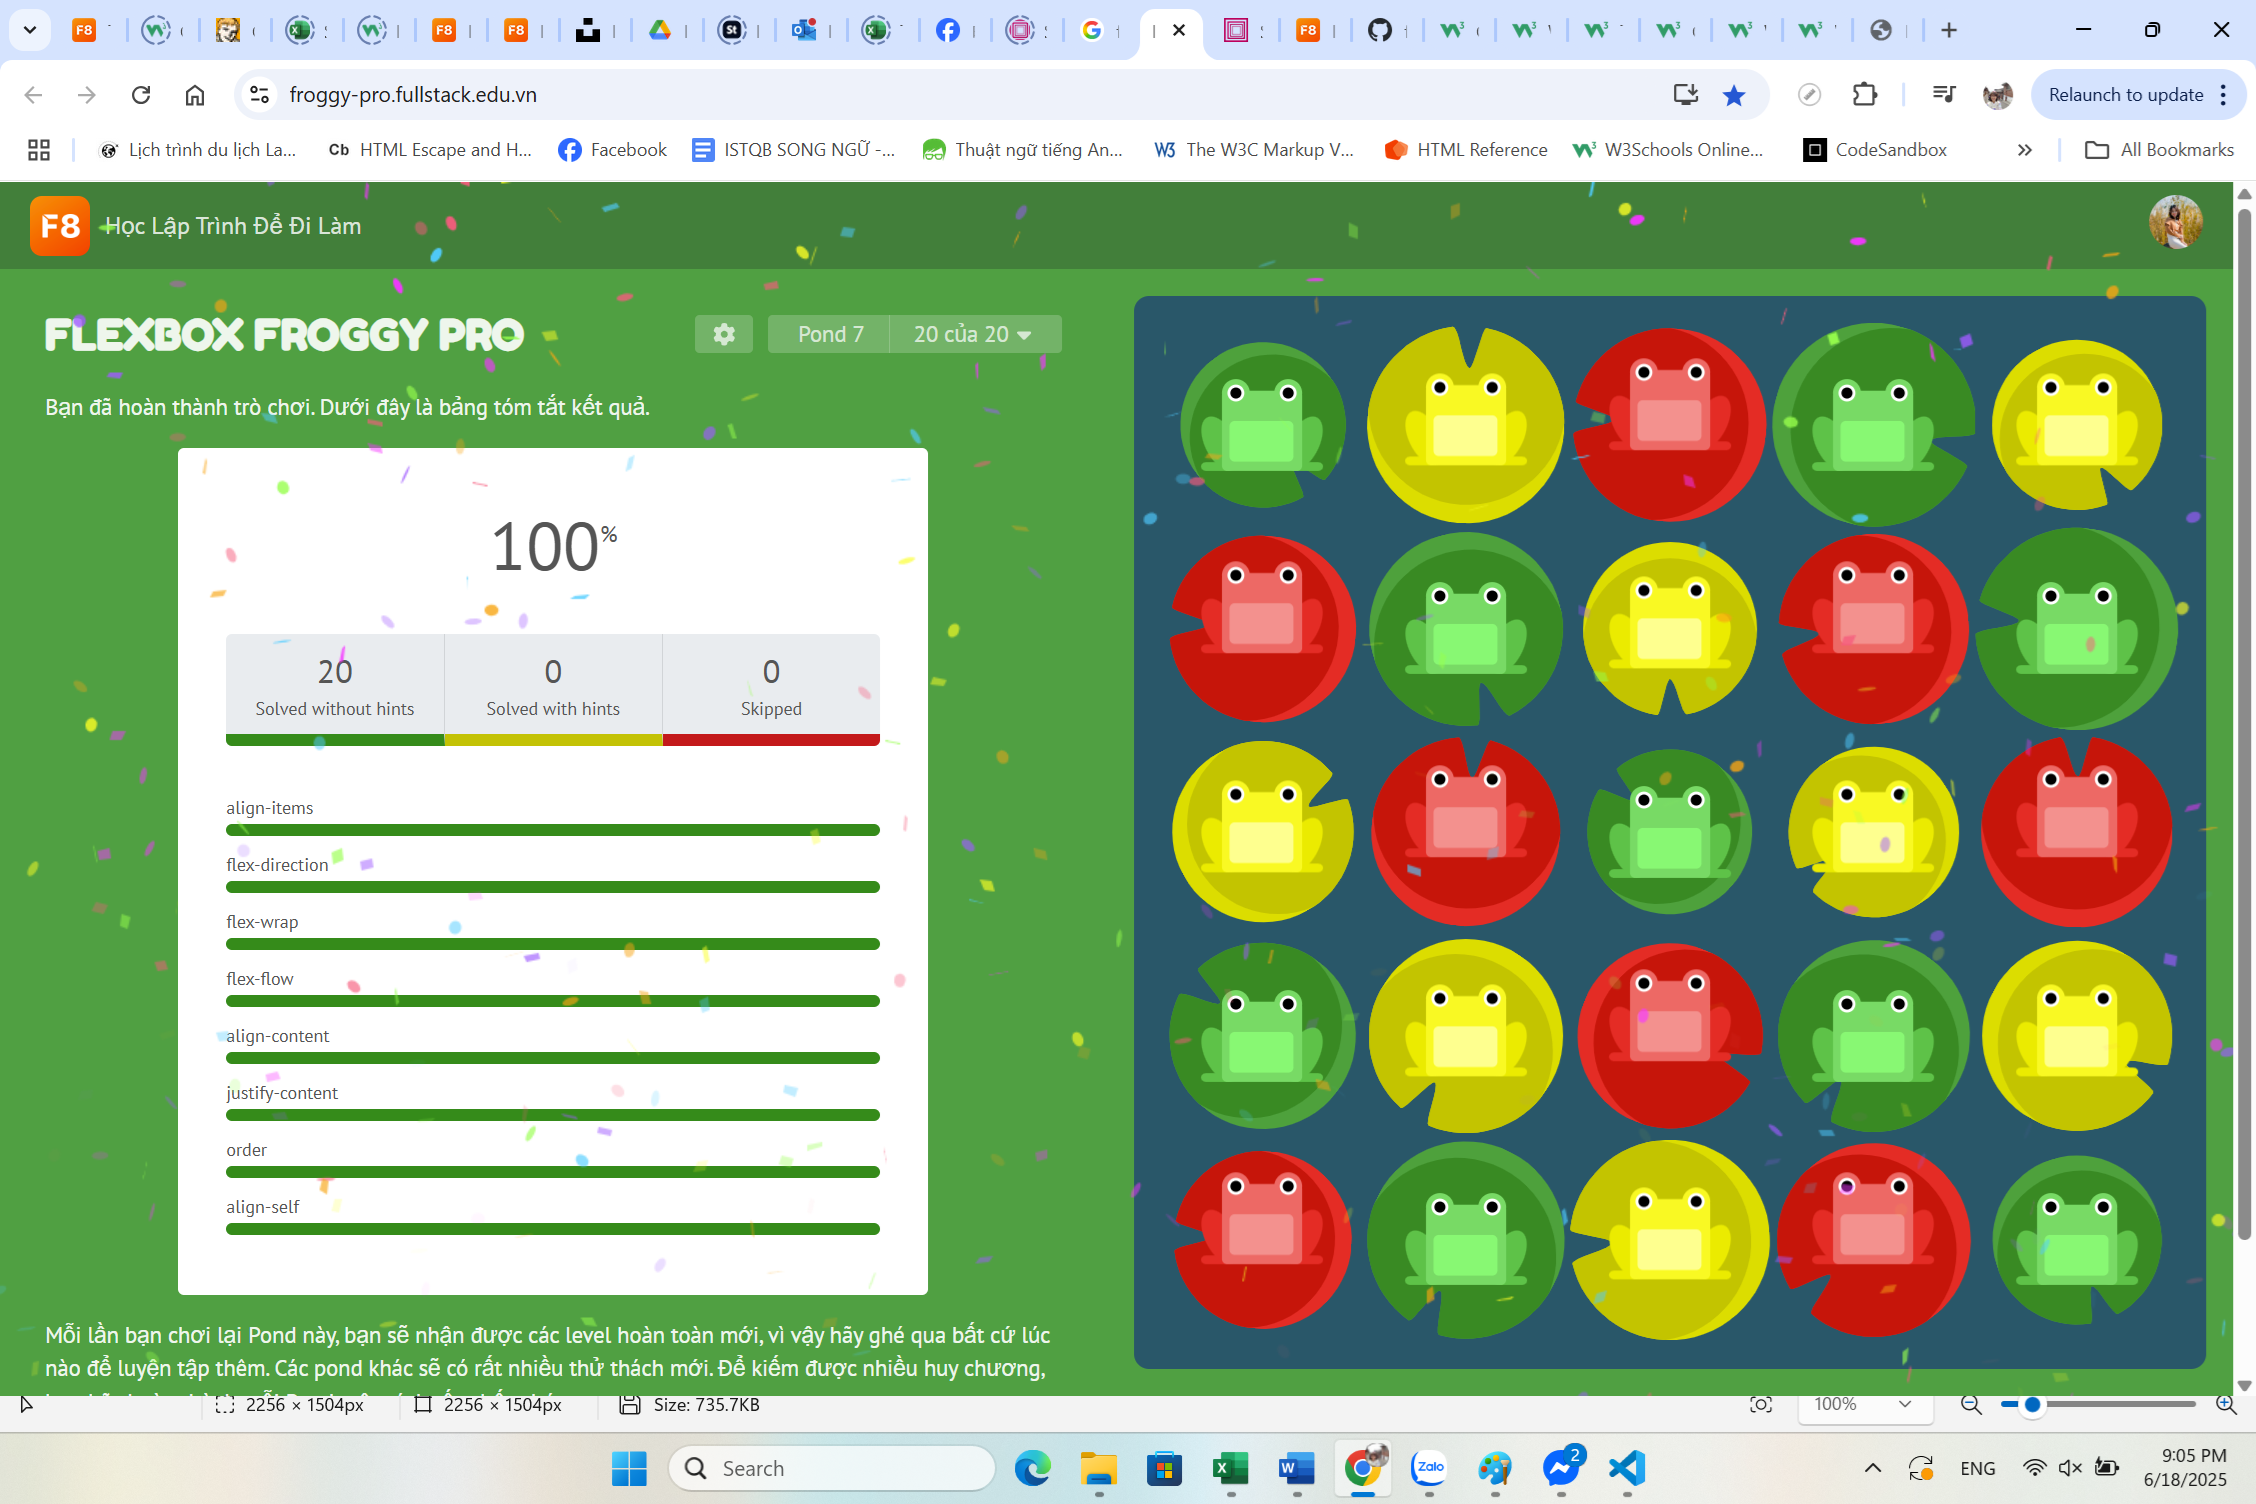 froggy-pro.fullstack.edu.vn
Relaunch to update
Lịch trình du lịch La...
Cb HTML Escape and H...
Facebook
ISTQB SONG NGỮ -...
Thuật ngữ tiếng An...
The W3C Markup V...
HTML Reference
W3Schools Online...
CodeSandbox
All Bookmarks
F8 Học Lập Trình Để Đi Làm
FLEXBOX FROGGY PRO
Pond 7
20 của 20
Bạn đã hoàn thành trò chơi. Dưới đây là bảng tóm tắt kết quả.
100%
20
Solved without hints
0
Solved with hints
0
Skipped
align-items
flex-direction
flex-wrap
flex-flow
align-content
justify-content
order
align-self
Mỗi lần bạn chơi lại Pond này, bạn sẽ nhận được các level hoàn toàn mới, vì vậy hãy ghé qua bất cứ lúc
nào để luyện tập thêm. Các pond khác sẽ có rất nhiều thử thách mới. Để kiếm được nhiều huy chương,
2256 × 1504px
2256 × 1504px
Size: 735.7KB
100%
Search
Zalo
2
ENG
9:05 PM
6/18/2025